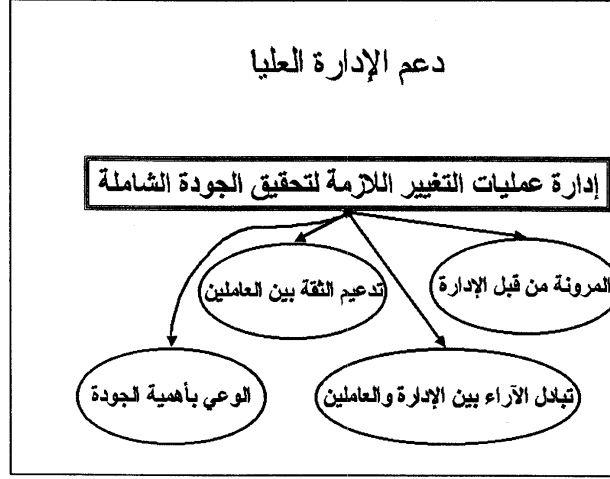 دعم الإدارة العليا
إدارة عمليات التغيير اللازمة لتحقيق الجودة الشاملة
المرونة من قبل الإدارة
تدعيم الثقة بين العاملين
تبادل الآراء بين الإدارة والعاملين
الوعي بأهمية الجودة